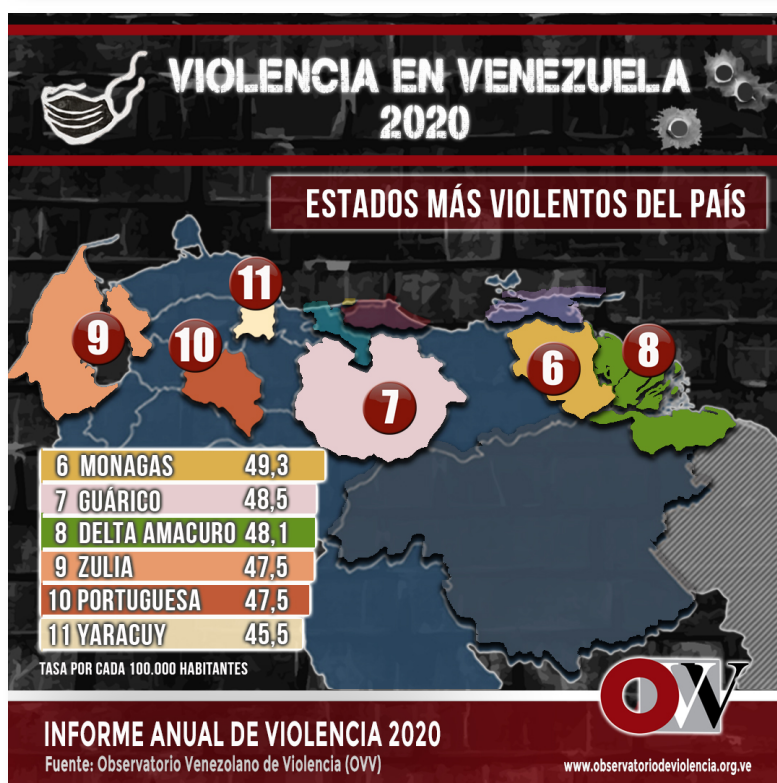 VIOLENCIA EN VENEZUELA
2020
ESTADOS MÁS VIOLENTOS DEL PAÍS
11
9
10
6
8
7
6 MONAGAS 49,3
7 GUÁRICO 48,5
8 DELTA AMACURO 48,1
9 ZULIA 47,5
10 PORTUGUESA 47,5
11 YARACUY 45,5
TASA POR CADA 100.000 HABITANTES
OVV
INFORME ANUAL DE VIOLENCIA 2020
Fuente: Observatorio Venezolano de Violencia (OVV)
www.observatoriodeviolencia.org.ve